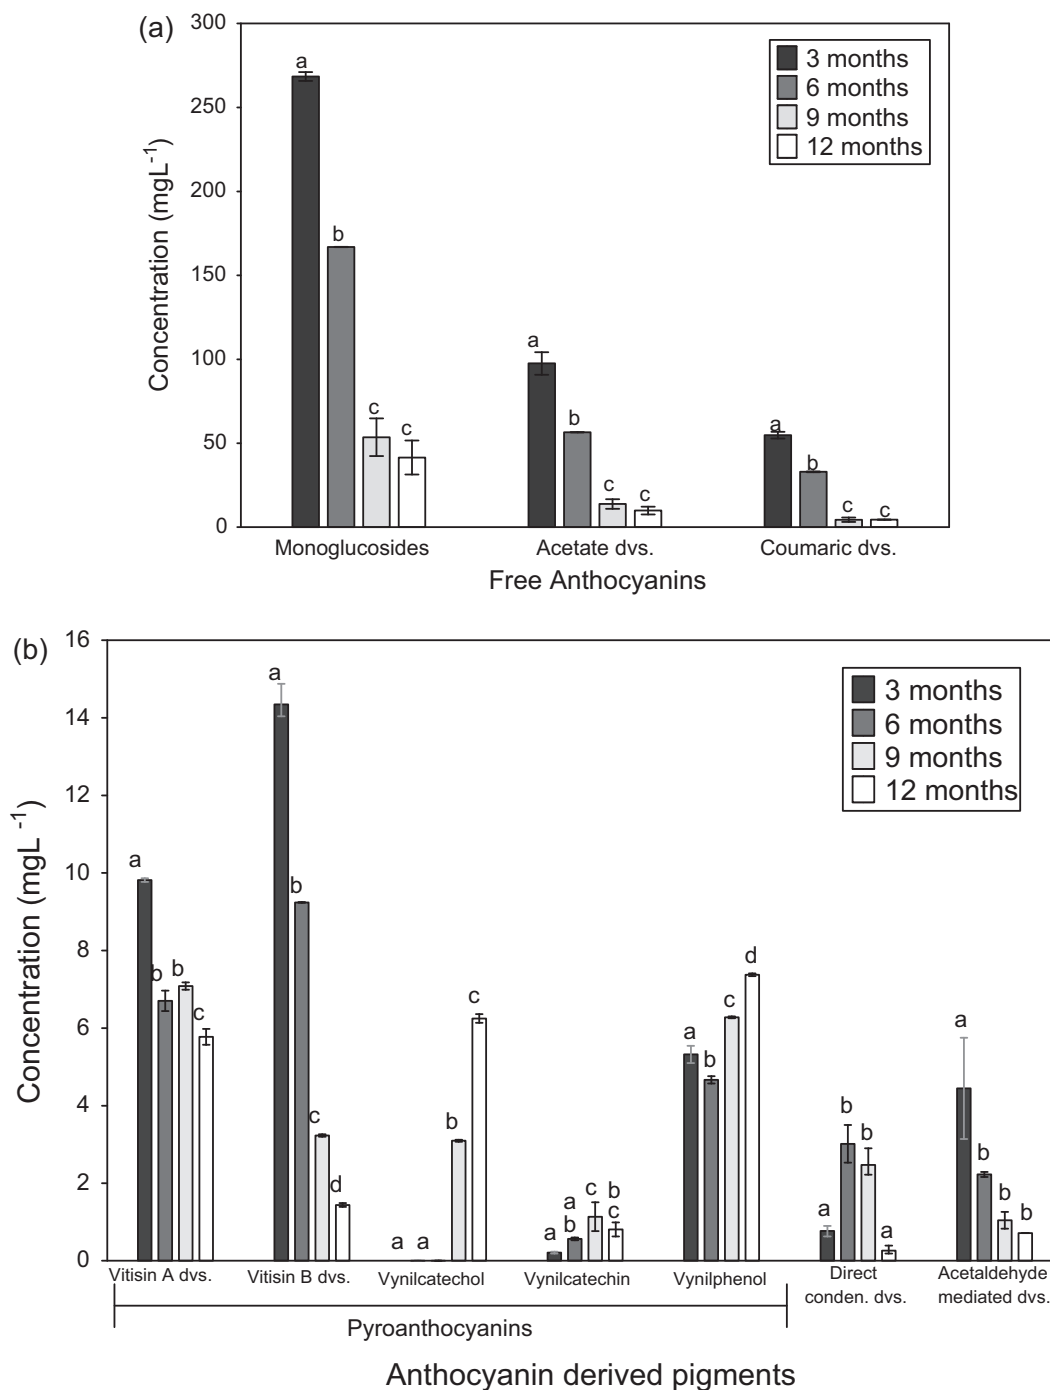 (a)
300
250
200
150
100
50
0
Concentration (mgL⁻¹)
3 months
6 months
9 months
12 months
a
b
c
c
a
b
c
c
a
b
c
c
Monoglucosides
Acetate dvs.
Coumaric dvs.
Free Anthocyanins
(b)
16
14
12
10
8
6
4
2
0
Concentration (mgL ⁻¹)
3 months
6 months
9 months
12 months
a
b
b
c
a
b
c
d
a
a
b
c
a
a
b
c
b
c
a
b
c
d
a
b
b
a
a
b
b
b
Vitisin A dvs.
Vitisin B dvs.
Vynilcatechol
Vynilcatechin
Vynilphenol
Direct
conden. dvs.
Acetaldehyde
mediated dvs.
Pyroanthocyanins
Anthocyanin derived pigments